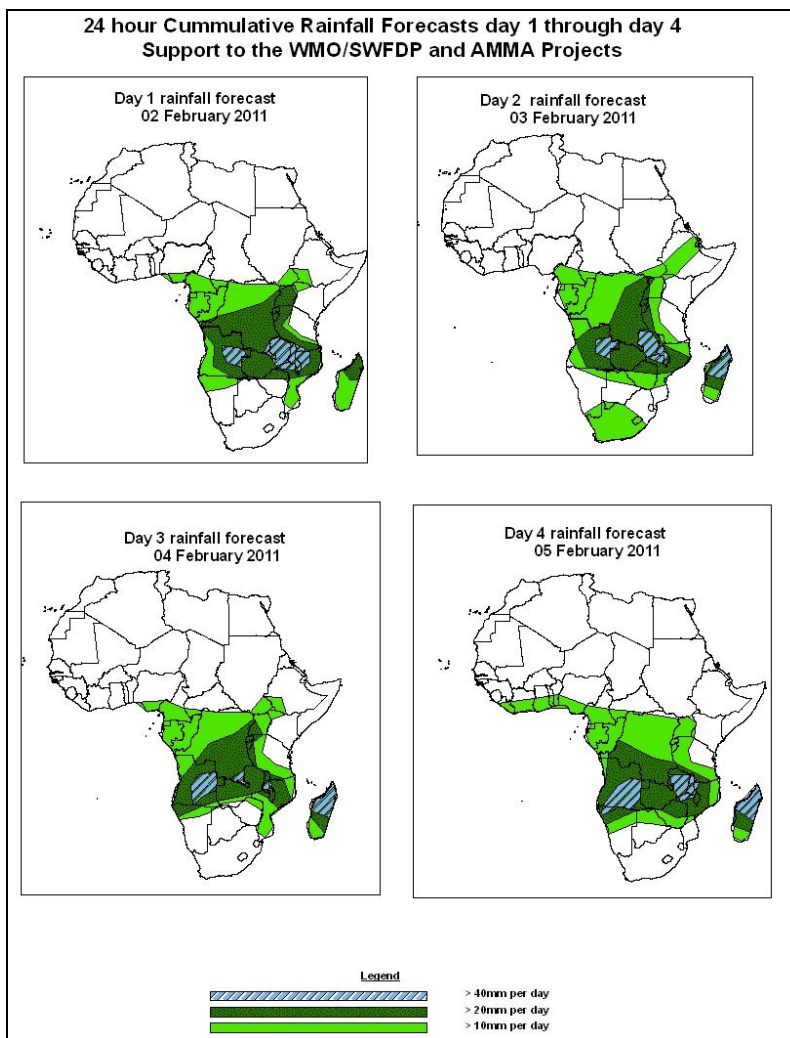 24 hour Cummulative Rainfall Forecasts day 1 through day 4
Support to the WMO/SWFDP and AMMA Projects
Day 1 rainfall forecast
02 February 2011
Day 2 rainfall forecast
03 February 2011
Day 3 rainfall forecast
04 February 2011
Day 4 rainfall forecast
05 February 2011
Legend
> 40mm per day
> 20mm per day
> 10mm per day